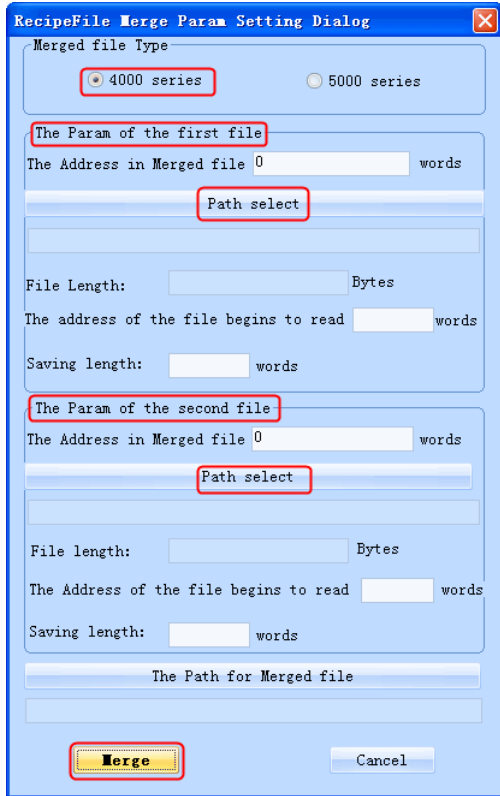 RecipeFile Merge Param Setting Dialog
Merged file Type
4000 series 5000 series
The Param of the first file
The Address in Merged file 0 words
Path select
File Length: Bytes
The address of the file begins to read words
Saving length: words
The Param of the second file
The Address in Merged file 0 words
Path select
File length: Bytes
The Address of the file begins to read words
Saving length: words
The Path for Merged file
Merge Cancel